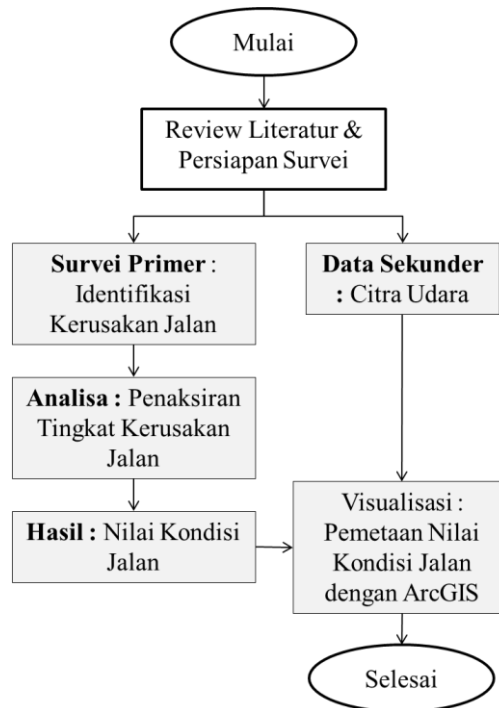 Mulai
Review Literatur &
Persiapan Survei
Survei Primer :
Identifikasi
Kerusakan Jalan
Data Sekunder
: Citra Udara
Analisa : Penaksiran
Tingkat Kerusakan
Jalan
Hasil : Nilai Kondisi
Jalan
Visualisasi :
Pemetaan Nilai
Kondisi Jalan
dengan ArcGIS
Selesai